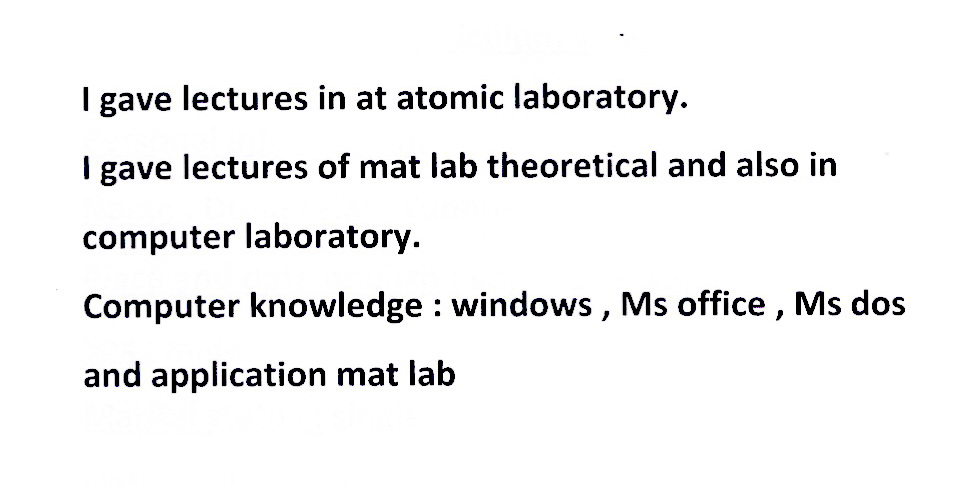 I gave lectures in at atomic laboratory.
I gave lectures of mat lab theoretical and also in
computer laboratory.
Computer knowledge : windows , Ms office , Ms dos
and application mat lab